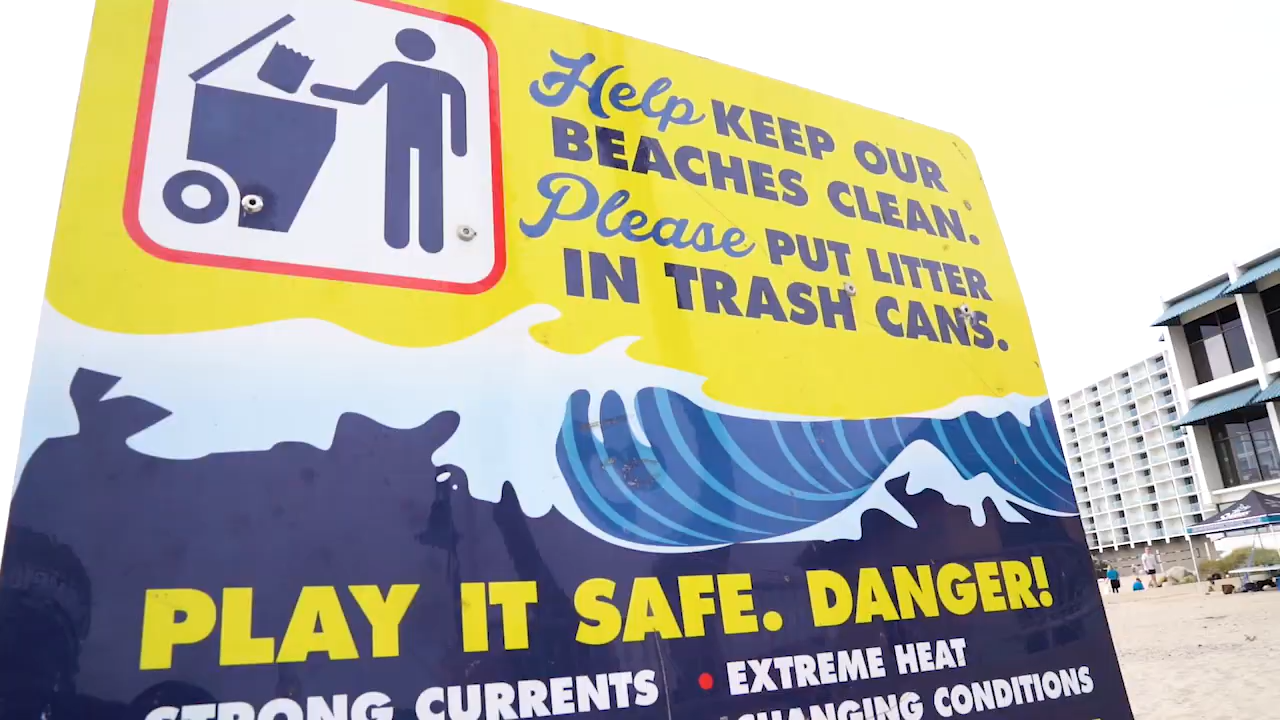 Help KEEP OUR
BEACHES CLEAN.
Please PUT LITTER
IN TRASH CANS.
PLAY IT SAFE. DANGER!
STRONG CURRENTS
• EXTREME HEAT
CHANGING CONDITIONS